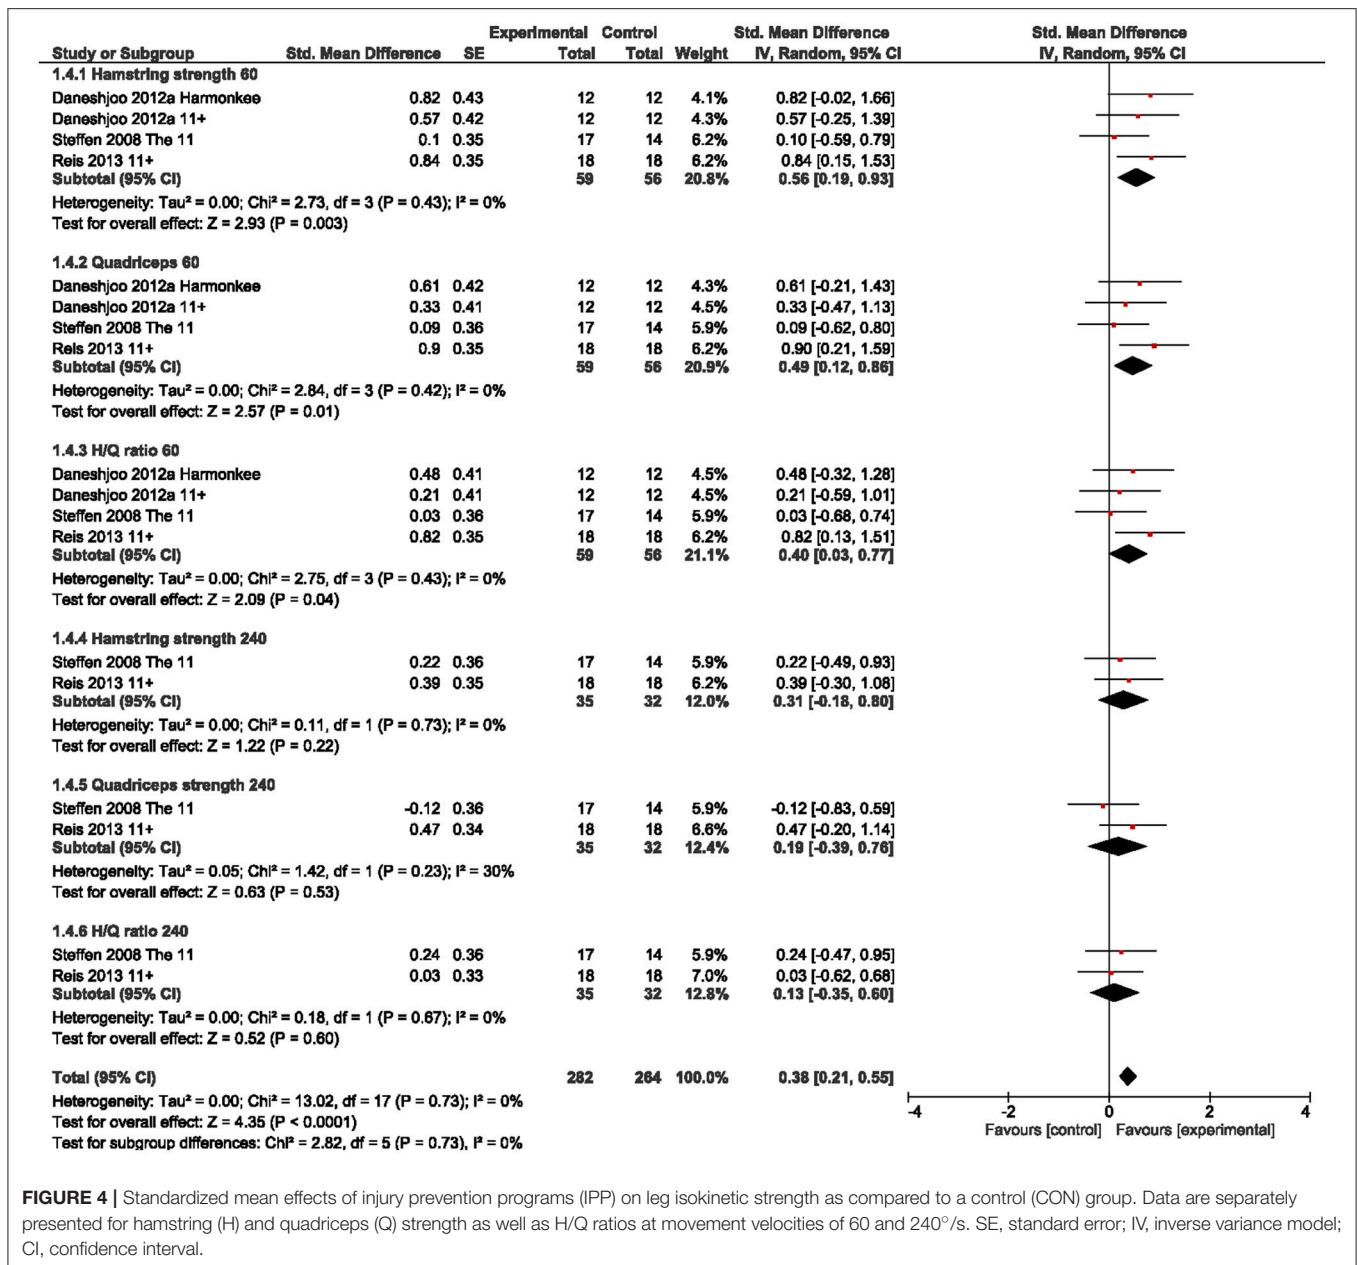 Experimental Control Std. Mean Difference Std. Mean Difference
Study or Subgroup Std. Mean Difference SE Total Total Weight IV, Random, 95% CI IV, Random, 95% CI
1.4.1 Hamstring strength 60
Daneshjoo 2012a Harmonkee 0.82 0.43 12 12 4.1% 0.82 [-0.02, 1.66]
Daneshjoo 2012a 11+ 0.57 0.42 12 12 4.3% 0.57 [-0.25, 1.39]
Steffen 2008 The 11 0.1 0.35 17 14 6.2% 0.10 [-0.59, 0.79]
Reis 2013 11+ 0.84 0.35 18 18 6.2% 0.84 [0.15, 1.53]
Subtotal (95% CI) 59 56 20.8% 0.56 [0.19, 0.93]
Heterogeneity: Tau² = 0.00; Chi² = 2.73, df = 3 (P = 0.43); I² = 0%
Test for overall effect: Z = 2.93 (P = 0.003)
1.4.2 Quadriceps 60
Daneshjoo 2012a Harmonkee 0.61 0.42 12 12 4.3% 0.61 [-0.21, 1.43]
Daneshjoo 2012a 11+ 0.33 0.41 12 12 4.5% 0.33 [-0.47, 1.13]
Steffen 2008 The 11 0.09 0.36 17 14 5.9% 0.09 [-0.62, 0.80]
Reis 2013 11+ 0.9 0.35 18 18 6.2% 0.90 [0.21, 1.59]
Subtotal (95% CI) 59 56 20.9% 0.49 [0.12, 0.86]
Heterogeneity: Tau² = 0.00; Chi² = 2.84, df = 3 (P = 0.42); I² = 0%
Test for overall effect: Z = 2.57 (P = 0.01)
1.4.3 H/Q ratio 60
Daneshjoo 2012a Harmonkee 0.48 0.41 12 12 4.5% 0.48 [-0.32, 1.28]
Daneshjoo 2012a 11+ 0.21 0.41 12 12 4.5% 0.21 [-0.59, 1.01]
Steffen 2008 The 11 0.03 0.36 17 14 5.9% 0.03 [-0.68, 0.74]
Reis 2013 11+ 0.82 0.35 18 18 6.2% 0.82 [0.13, 1.51]
Subtotal (95% CI) 59 56 21.1% 0.40 [0.03, 0.77]
Heterogeneity: Tau² = 0.00; Chi² = 2.75, df = 3 (P = 0.43); I² = 0%
Test for overall effect: Z = 2.09 (P = 0.04)
1.4.4 Hamstring strength 240
Steffen 2008 The 11 0.22 0.36 17 14 5.9% 0.22 [-0.49, 0.93]
Reis 2013 11+ 0.39 0.35 18 18 6.2% 0.39 [-0.30, 1.08]
Subtotal (95% CI) 35 32 12.0% 0.31 [-0.18, 0.80]
Heterogeneity: Tau² = 0.00; Chi² = 0.11, df = 1 (P = 0.73); I² = 0%
Test for overall effect: Z = 1.22 (P = 0.22)
1.4.5 Quadriceps strength 240
Steffen 2008 The 11 -0.12 0.36 17 14 5.9% -0.12 [-0.83, 0.59]
Reis 2013 11+ 0.47 0.34 18 18 6.6% 0.47 [-0.20, 1.14]
Subtotal (95% CI) 35 32 12.4% 0.19 [-0.39, 0.76]
Heterogeneity: Tau² = 0.05; Chi² = 1.42, df = 1 (P = 0.23); I² = 30%
Test for overall effect: Z = 0.63 (P = 0.53)
1.4.6 H/Q ratio 240
Steffen 2008 The 11 0.24 0.36 17 14 5.9% 0.24 [-0.47, 0.95]
Reis 2013 11+ 0.03 0.33 18 18 7.0% 0.03 [-0.62, 0.68]
Subtotal (95% CI) 35 32 12.8% 0.13 [-0.35, 0.60]
Heterogeneity: Tau² = 0.00; Chi² = 0.18, df = 1 (P = 0.67); I² = 0%
Test for overall effect: Z = 0.52 (P = 0.60)
Total (95% CI) 282 264 100.0% 0.38 [0.21, 0.55]
Heterogeneity: Tau² = 0.00; Chi² = 13.02, df = 17 (P = 0.73); I² = 0%
Test for overall effect: Z = 4.35 (P < 0.0001)
Test for subgroup differences: Chi² = 2.82, df = 5 (P = 0.73), I² = 0%
-4 -2 0 2 4
Favours [control] Favours [experimental]
FIGURE 4 | Standardized mean effects of injury prevention programs (IPP) on leg isokinetic strength as compared to a control (CON) group. Data are separately
presented for hamstring (H) and quadriceps (Q) strength as well as H/Q ratios at movement velocities of 60 and 240°/s. SE, standard error; IV, inverse variance model;
CI, confidence interval.